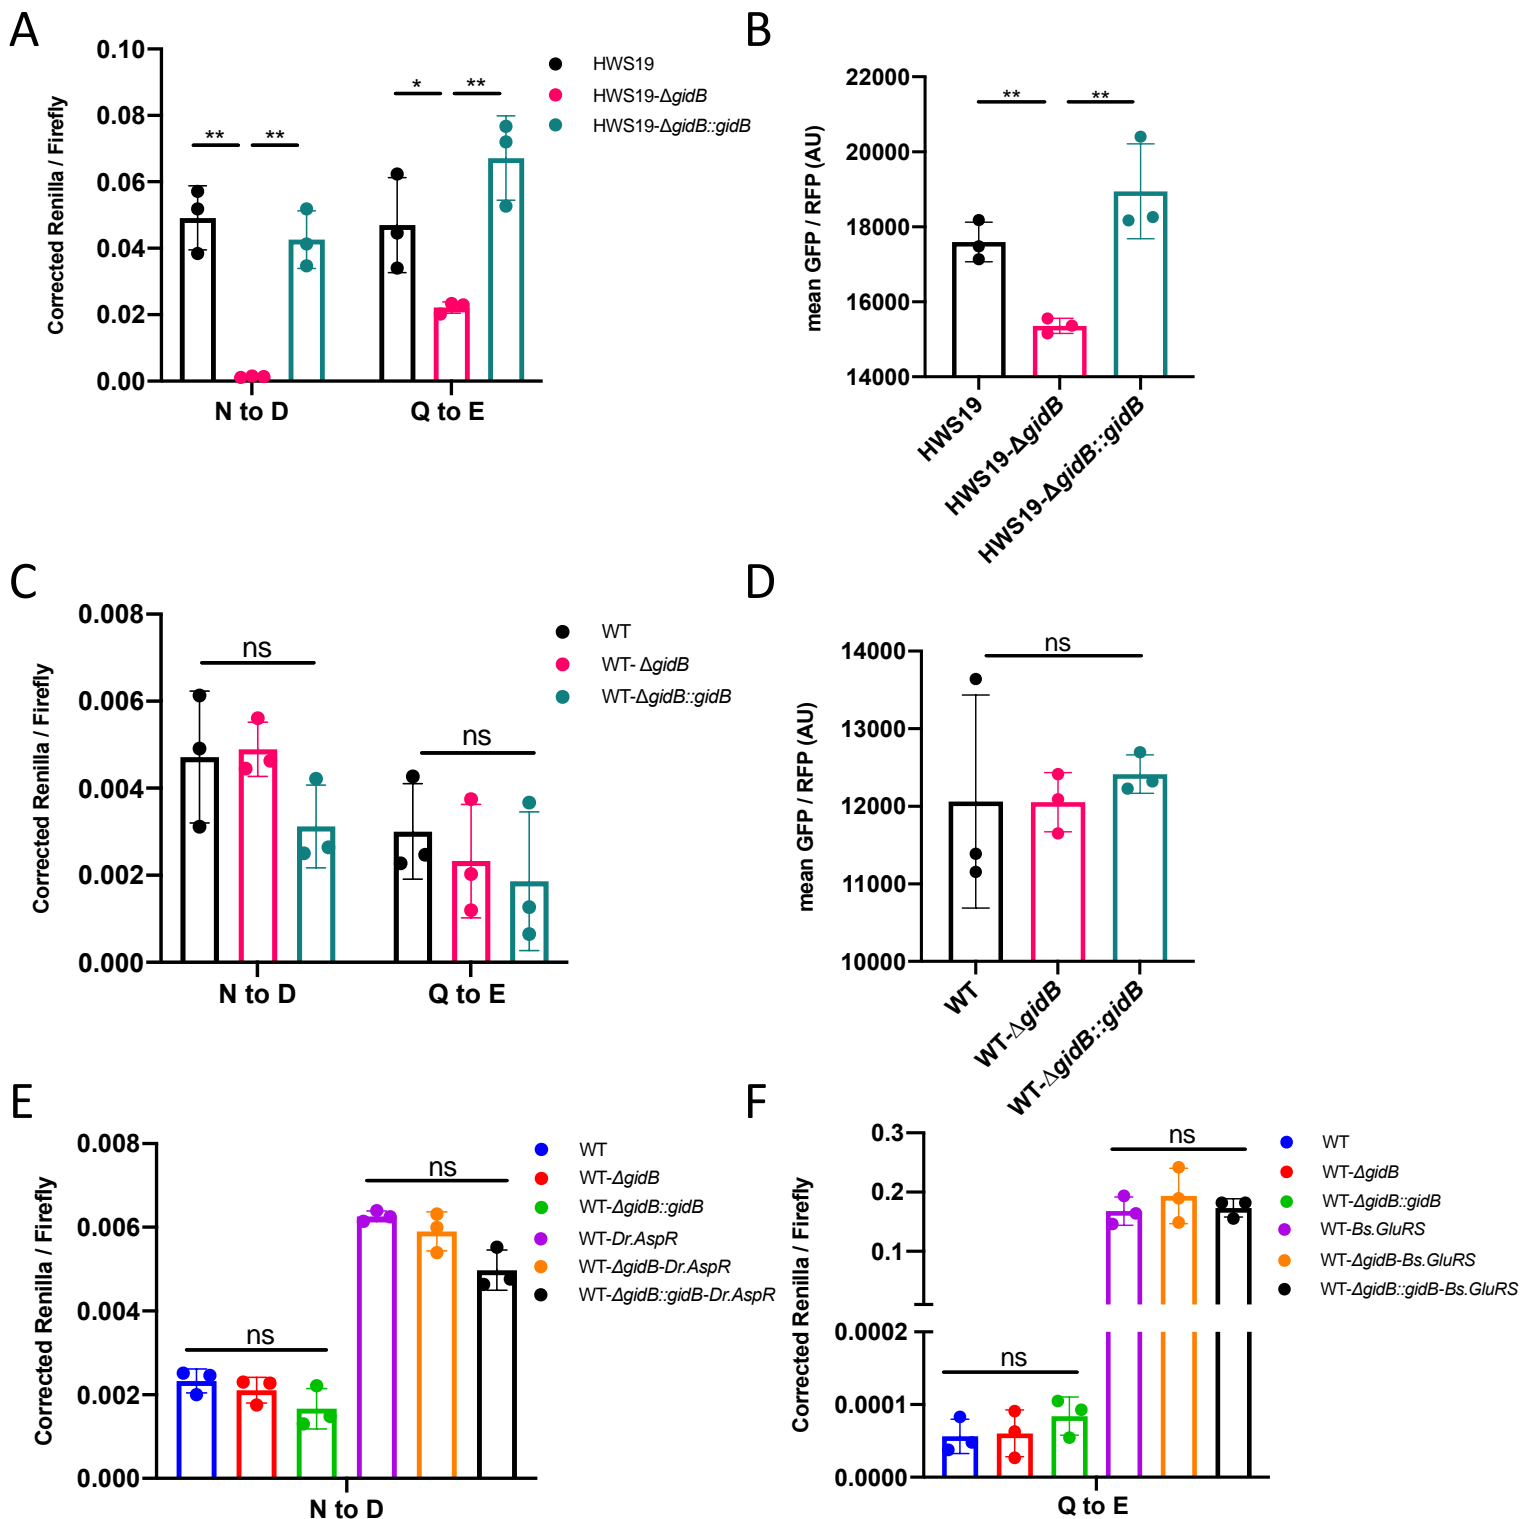 A
Corrected Renilla / Firefly
0.10
0.08
0.06
0.04
0.02
0.00
** ** * **
N to D Q to E
HWS19
HWS19-ΔgidB
HWS19-ΔgidB::gidB
B
mean GFP / RFP (AU)
22000
20000
18000
16000
14000
** **
HWS19
HWS19-ΔgidB
HWS19-ΔgidB::gidB
C
Corrected Renilla / Firefly
0.008
0.006
0.004
0.002
0.000
ns ns
N to D Q to E
WT
WT- ΔgidB
WT-ΔgidB::gidB
D
mean GFP / RFP (AU)
14000
13000
12000
11000
10000
ns
WT
WT-ΔgidB
WT-ΔgidB::gidB
E
Corrected Renilla / Firefly
0.008
0.006
0.004
0.002
0.000
ns ns
N to D
WT
WT-ΔgidB
WT-ΔgidB::gidB
WT-Dr.AspR
WT-ΔgidB-Dr.AspR
WT-ΔgidB::gidB-Dr.AspR
F
Corrected Renilla / Firefly
0.3
0.2
0.1
0.0002
0.0001
0.0000
ns ns
Q to E
WT
WT-ΔgidB
WT-ΔgidB::gidB
WT-Bs.GluRS
WT-ΔgidB-Bs.GluRS
WT-ΔgidB::gidB-Bs.GluRS